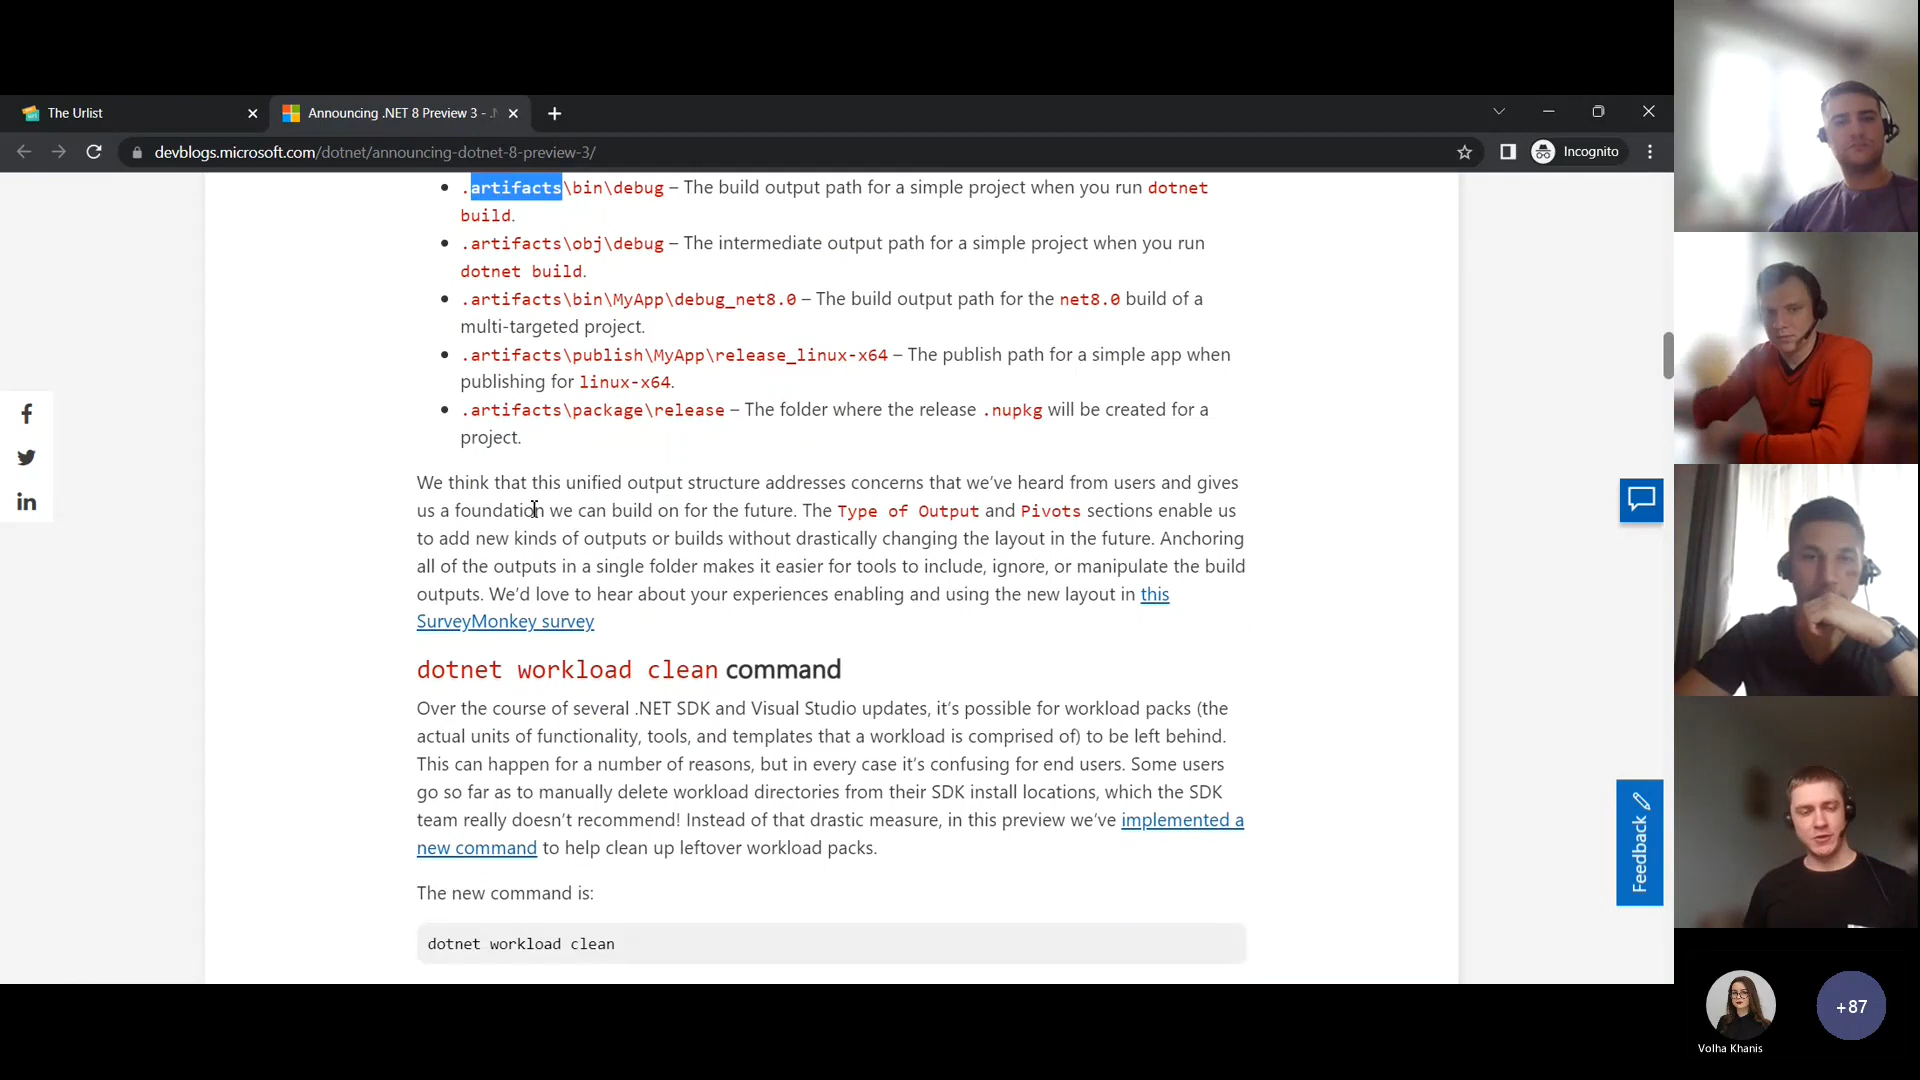 The Urlist
Announcing .NET 8 Preview 3 - .N
devblogs.microsoft.com/dotnet/announcing-dotnet-8-preview-3/
Incognito
.artifacts\bin\debug – The build output path for a simple project when you run dotnet
build.
.artifacts\obj\debug – The intermediate output path for a simple project when you run
dotnet build.
.artifacts\bin\MyApp\debug_net8.0 – The build output path for the net8.0 build of a
multi-targeted project.
.artifacts\publish\MyApp\release_linux-x64 – The publish path for a simple app when
publishing for linux-x64.
.artifacts\package\release – The folder where the release .nupkg will be created for a
project.
We think that this unified output structure addresses concerns that we’ve heard from users and gives
us a foundation we can build on for the future. The Type of Output and Pivots sections enable us
to add new kinds of outputs or builds without drastically changing the layout in the future. Anchoring
all of the outputs in a single folder makes it easier for tools to include, ignore, or manipulate the build
outputs. We’d love to hear about your experiences enabling and using the new layout in this
SurveyMonkey survey
dotnet workload clean command
Over the course of several .NET SDK and Visual Studio updates, it’s possible for workload packs (the
actual units of functionality, tools, and templates that a workload is comprised of) to be left behind.
This can happen for a number of reasons, but in every case it’s confusing for end users. Some users
go so far as to manually delete workload directories from their SDK install locations, which the SDK
team really doesn’t recommend! Instead of that drastic measure, in this preview we’ve implemented a
new command to help clean up leftover workload packs.
The new command is:
dotnet workload clean
Feedback
+87
Volha Khanis